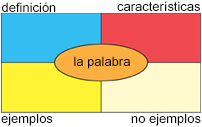 definición
características
la palabra
ejemplos
no ejemplos